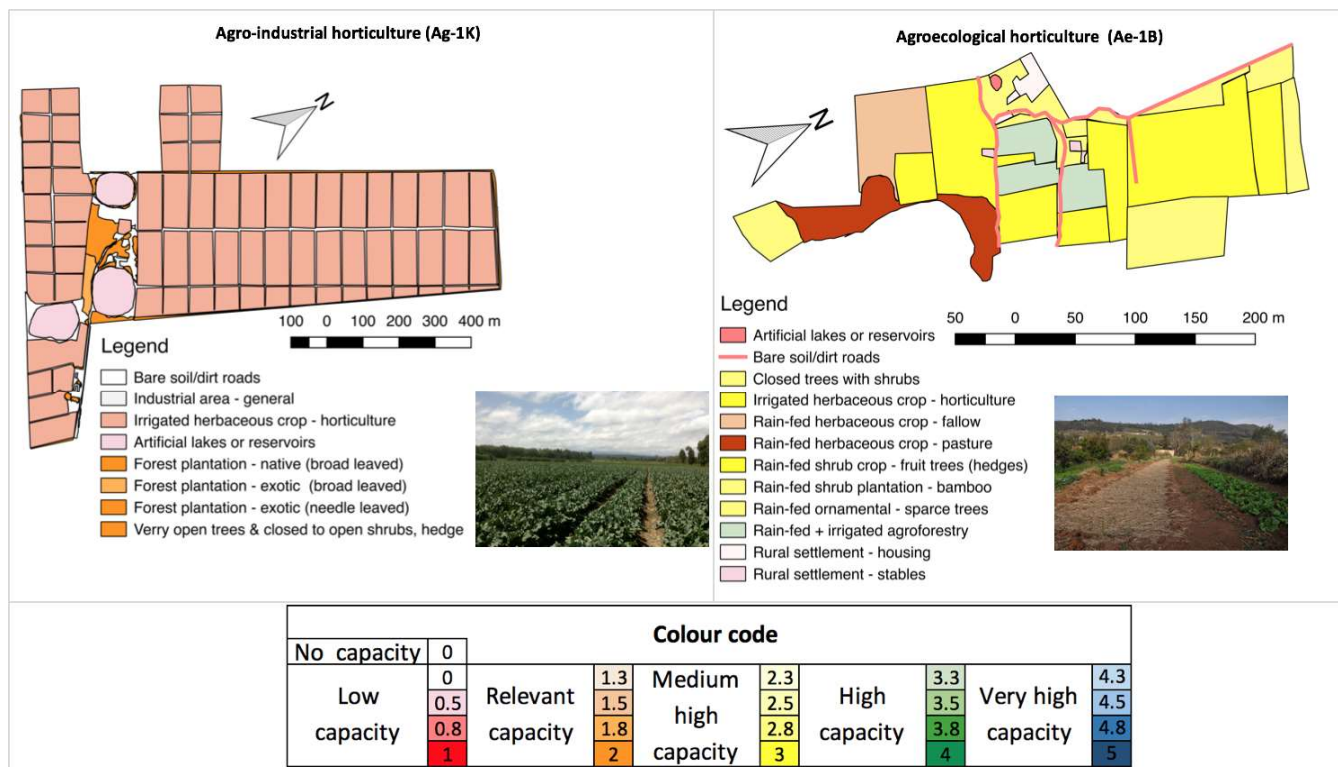 Agro-industrial horticulture (Ag-1K)
N
100 0 100 200 300 400 m
Legend
Bare soil/dirt roads
Industrial area - general
Irrigated herbaceous crop - horticulture
Artificial lakes or reservoirs
Forest plantation - native (broad leaved)
Forest plantation - exotic (broad leaved)
Forest plantation - exotic (needle leaved)
Verry open trees & closed to open shrubs, hedge
Agroecological horticulture (Ae-1B)
N
Legend
50 0 50 100 150 200 m
Artificial lakes or reservoirs
Bare soil/dirt roads
Closed trees with shrubs
Irrigated herbaceous crop - horticulture
Rain-fed herbaceous crop - fallow
Rain-fed herbaceous crop - pasture
Rain-fed shrub crop - fruit trees (hedges)
Rain-fed shrub plantation - bamboo
Rain-fed ornamental - sparce trees
Rain-fed + irrigated agroforestry
Rural settlement - housing
Rural settlement - stables
Colour code
No capacity 0
Low capacity
0
0.5
0.8
1
Relevant capacity
1.3
1.5
1.8
2
Medium high capacity
2.3
2.5
2.8
3
High capacity
3.3
3.5
3.8
4
Very high capacity
4.3
4.5
4.8
5